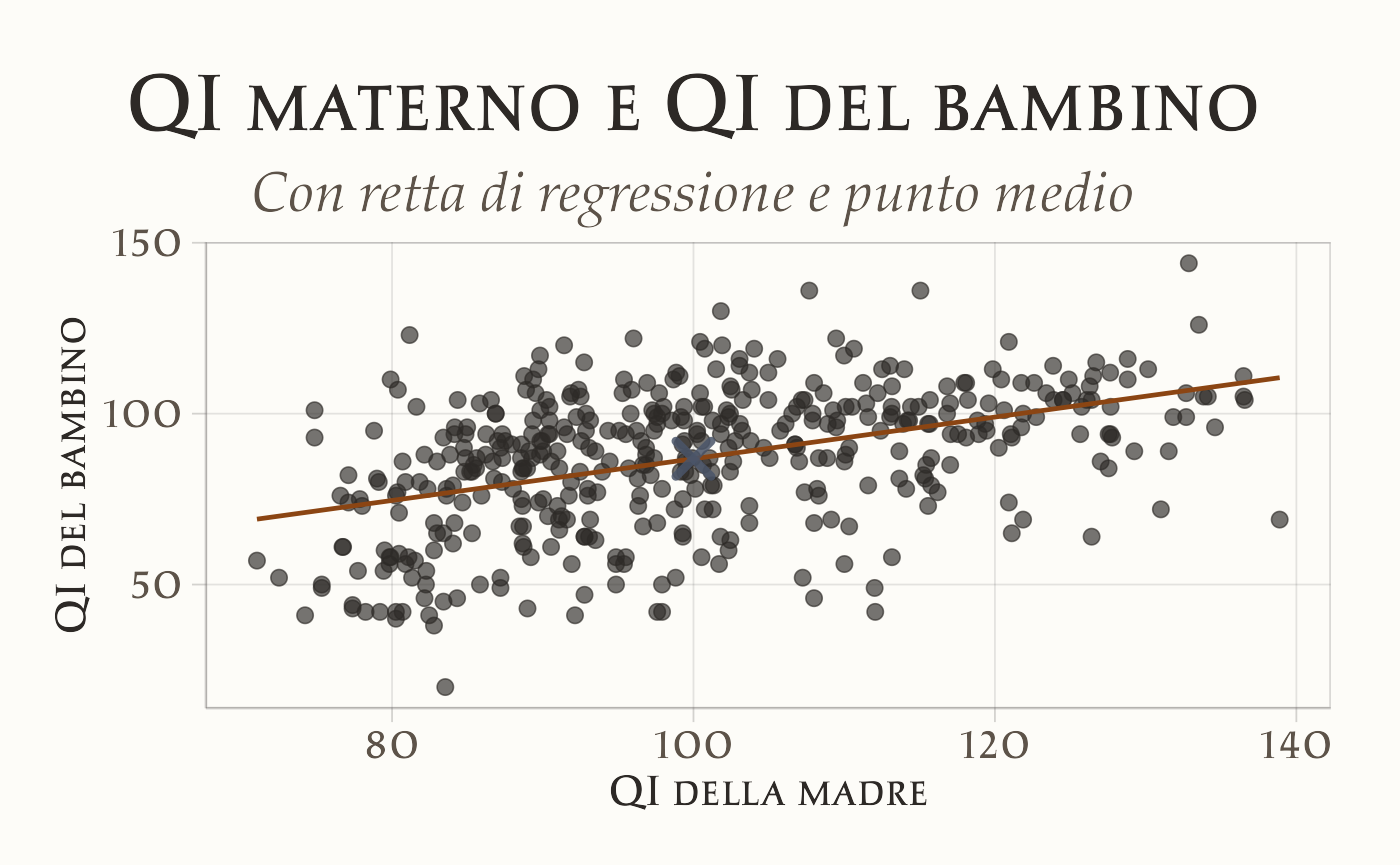 QI MATERNO E QI DEL BAMBINO
Con retta di regressione e punto medio
150
100
50
QI DEL BAMBINO
80 100 120 140
QI DELLA MADRE